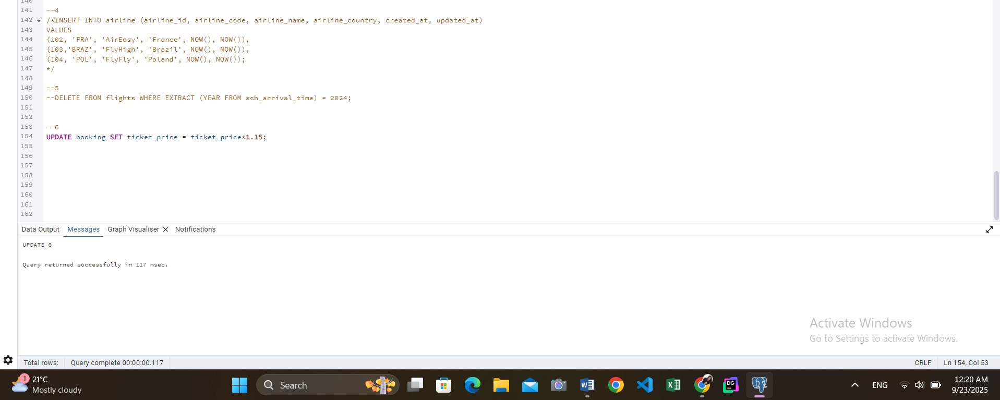 140
141 --4
142 /*INSERT INTO airline (airline_id, airline_code, airline_name, airline_country, created_at, updated_at)
143 VALUES
144 (102, 'FRA', 'AirEasy', 'France', NOW(), NOW()),
145 (103,'BRAZ', 'FlyHigh', 'Brazil', NOW(), NOW()),
146 (104, 'POL', 'FlyFly', 'Poland', NOW(), NOW());
147 */
148
149 --5
150 --DELETE FROM flights WHERE EXTRACT (YEAR FROM sch_arrival_time) = 2024;
151
152
153 --6
154 UPDATE booking SET ticket_price = ticket_price*1.15;
155
156
157
158
159
160
161
162
Data Output Messages Graph Visualiser Notifications
UPDATE 0
Query returned successfully in 117 msec.
Activate Windows
Go to Settings to activate Windows.
Total rows: Query complete 00:00:00.117 CRLF Ln 154, Col 53
1 21°C
Mostly cloudy
Search
DG
ENG
12:20 AM
9/23/2025